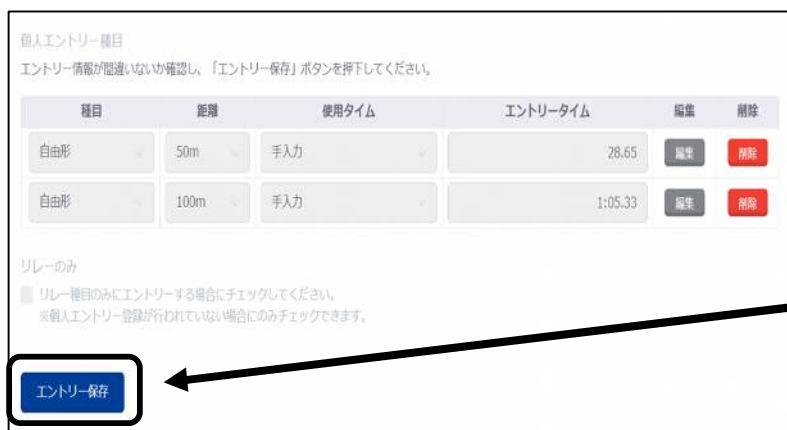 個人エントリー種目
エントリー情報が間違いないか確認し、「エントリー保存」ボタンを押下してください。
種目 距離 使用タイム エントリータイム 編集 削除
自由形 50m 手入力 28.65 編集 削除
自由形 100m 手入力 1:05.33 編集 削除
リレーのみ
リレー種目のみにエントリーする場合にチェックしてください。
※個人エントリー登録が行われていない場合にのみチェックできます。
エントリー保存